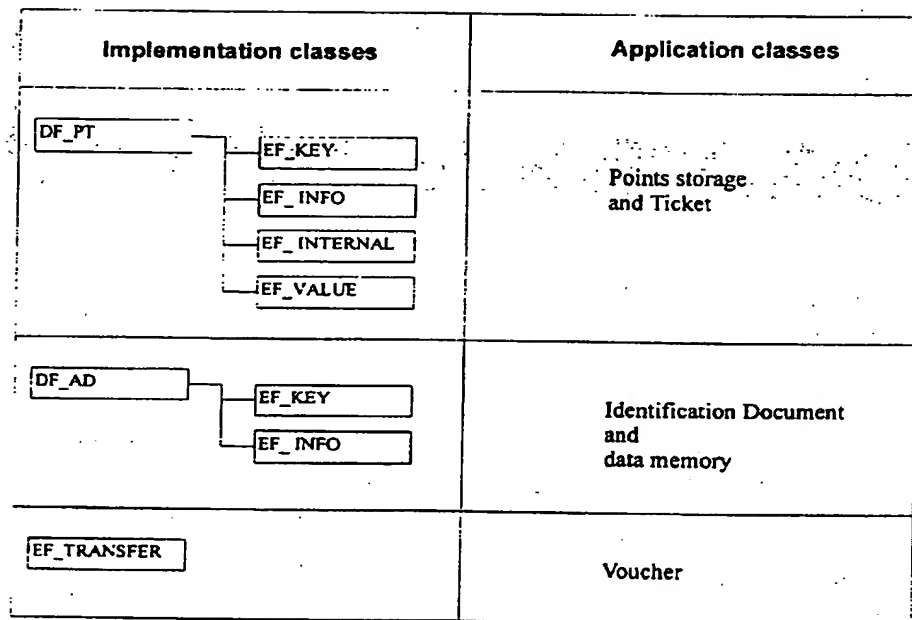 Implementation classes
Application classes
DF_PT
EF_KEY
EF_INFO
EF_INTERNAL
EF_VALUE
Points storage
and Ticket
DF_AD
EF_KEY
EF_INFO
Identification Document
and
data memory
EF_TRANSFER
Voucher